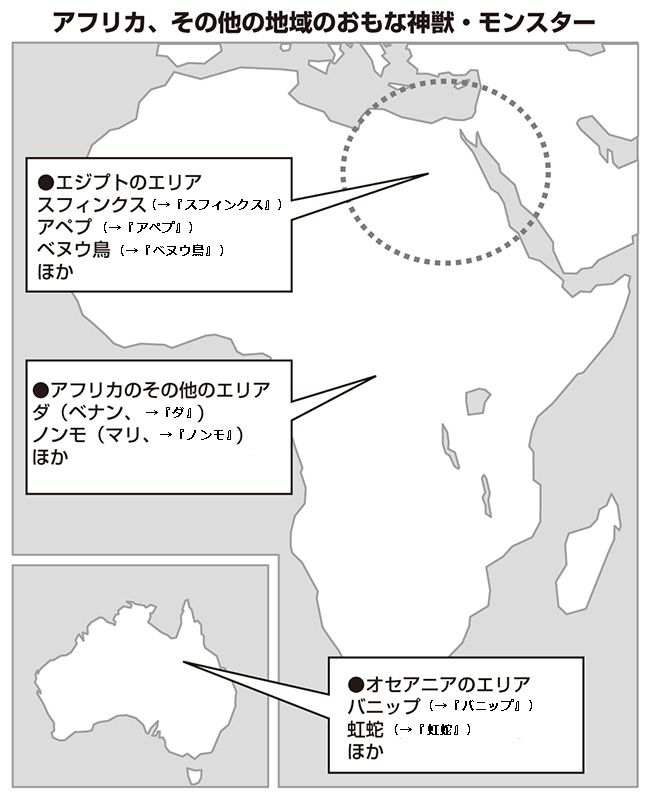 アフリカ、その他の地域のおもな神獣・モンスター
●エジプトのエリア
スフィンクス（→『スフィンクス』）
アペプ（→『アペプ』）
ベヌウ鳥（→『ベヌウ鳥』）
ほか
●アフリカのその他のエリア
ダ（ベナン、→『ダ』）
ノンモ（マリ、→『ノンモ』）
ほか
●オセアニアのエリア
バニップ（→『バニップ』）
虹蛇（→『虹蛇』）
ほか